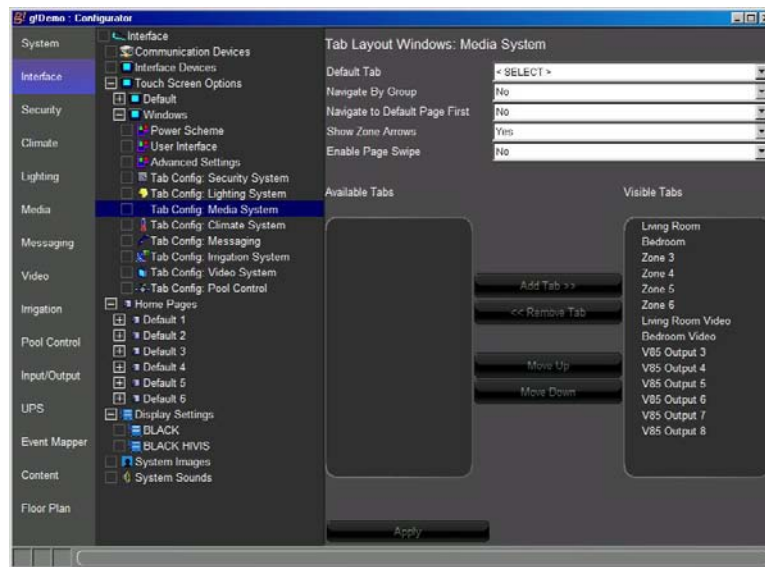 g!Demo : Configurator
System
Interface
Security
Climate
Lighting
Media
Messaging
Video
Irrigation
Pool Control
Input/Output
UPS
Event Mapper
Content
Floor Plan
Interface
Communication Devices
Interface Devices
Touch Screen Options
Default
Windows
Power Scheme
User Interface
Advanced Settings
Tab Config: Security System
Tab Config: Lighting System
Tab Config: Media System
Tab Config: Climate System
Tab Config: Messaging
Tab Config: Irrigation System
Tab Config: Video System
Tab Config: Pool Control
Home Pages
Default 1
Default 2
Default 3
Default 4
Default 5
Default 6
Display Settings
BLACK
BLACK HIVIS
System Images
System Sounds
Tab Layout Windows: Media System
Default Tab < SELECT >
Navigate By Group No
Navigate to Default Page First No
Show Zone Arrows Yes
Enable Page Swipe No
Available Tabs
Add Tab >>
<< Remove Tab
Move Up
Move Down
Visible Tabs
Living Room
Bedroom
Zone 3
Zone 4
Zone 5
Zone 6
Living Room Video
Bedroom Video
V85 Output 3
V85 Output 4
V85 Output 5
V85 Output 6
V85 Output 7
V85 Output 8
Apply